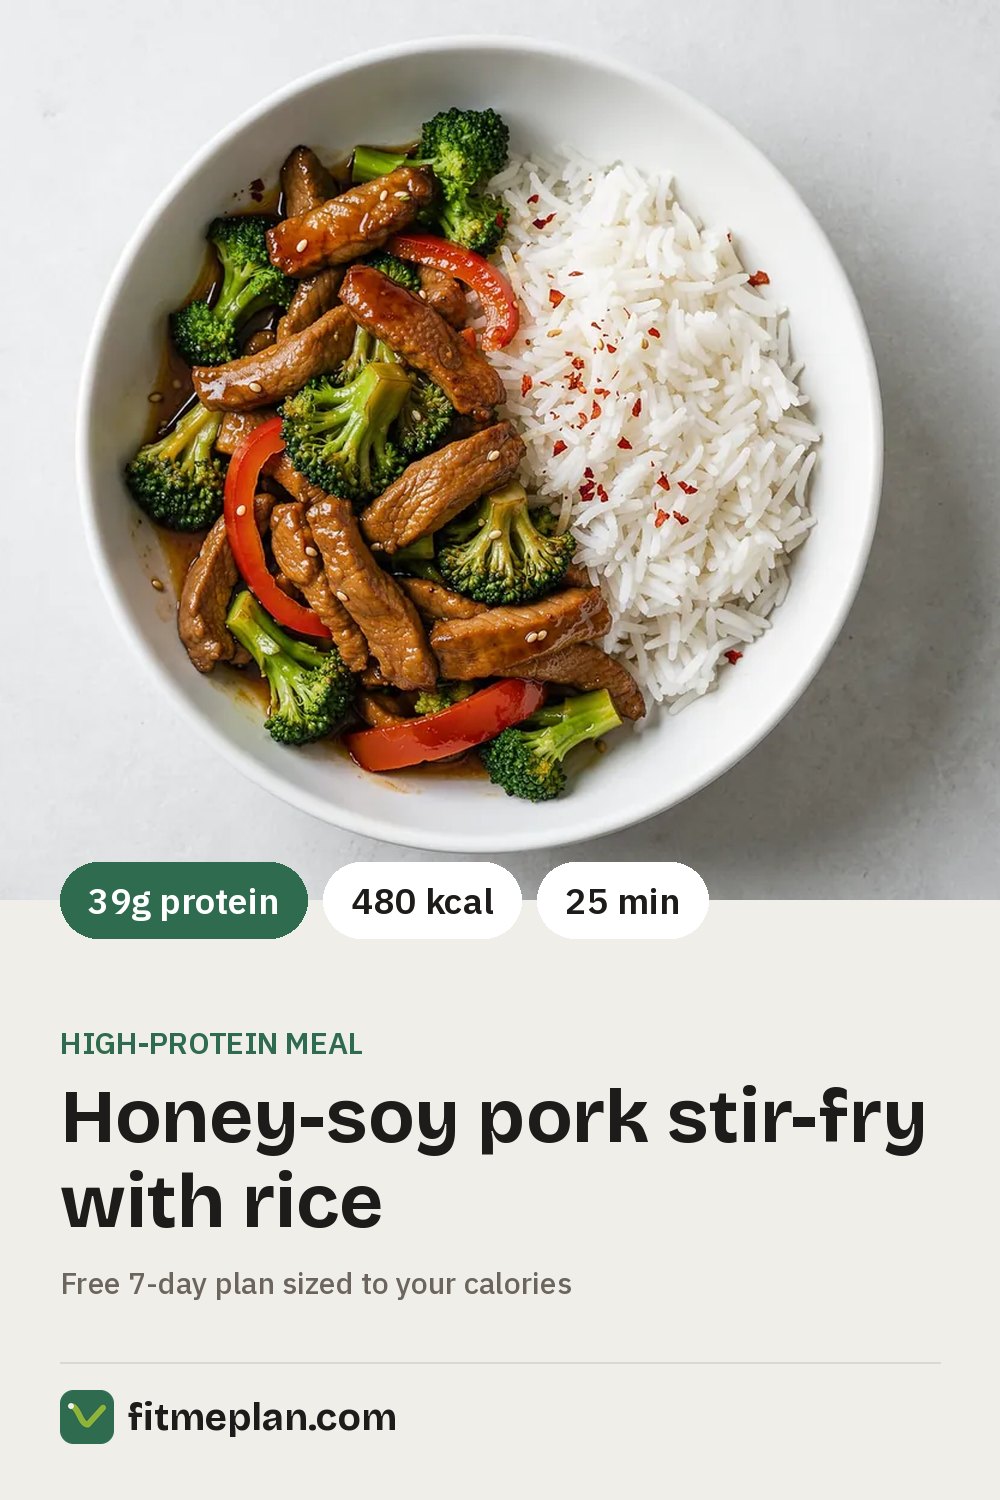 39g protein
480 kcal
25 min
HIGH-PROTEIN MEAL
Honey-soy pork stir-fry
with rice
Free 7-day plan sized to your calories
fitmeplan.com